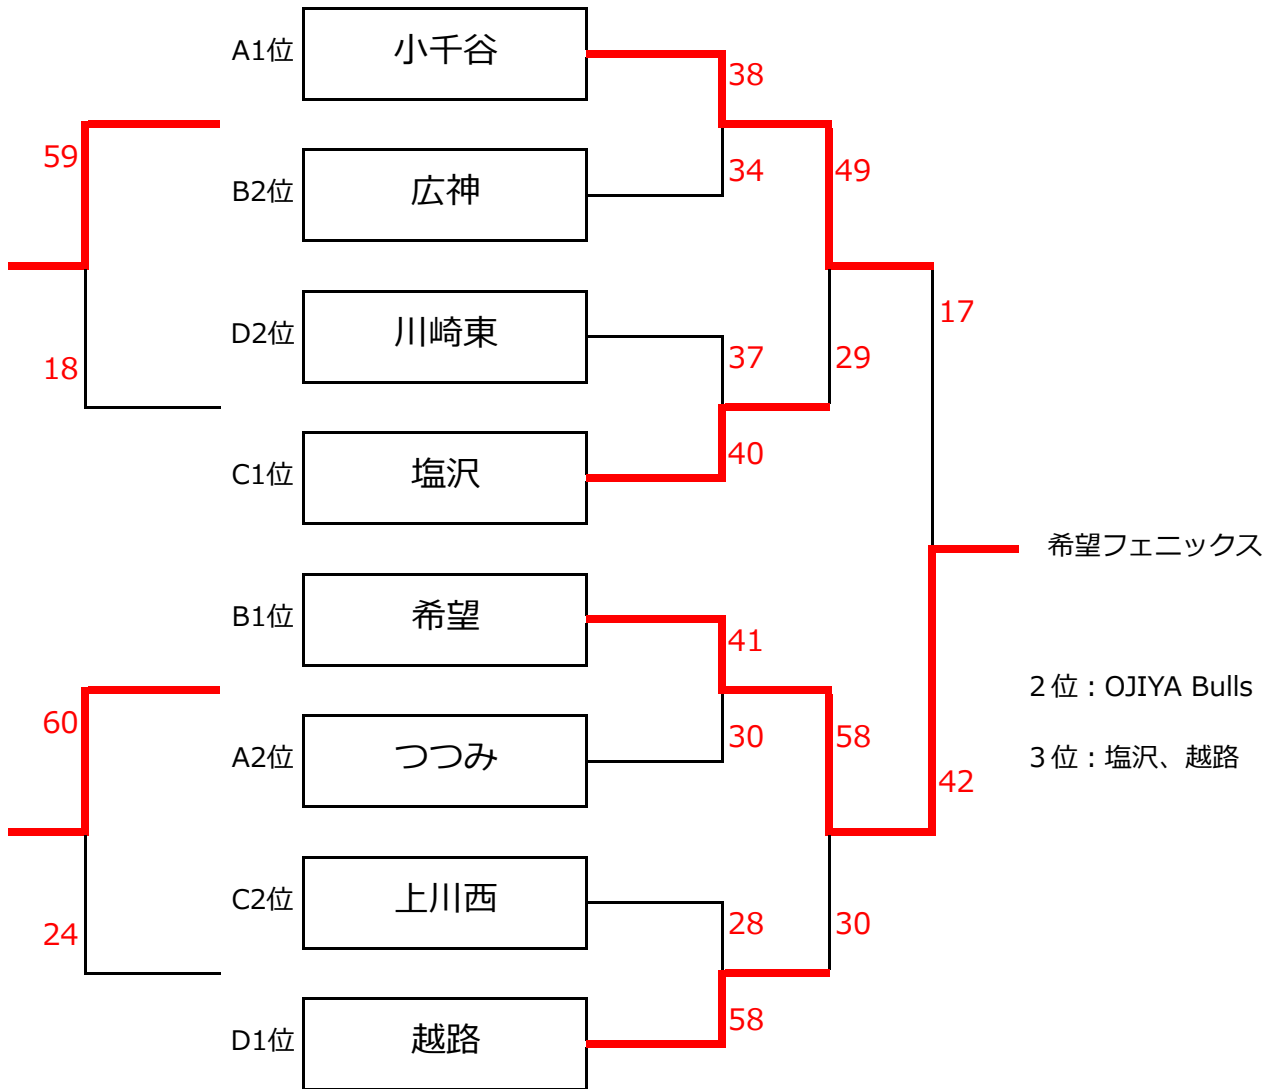 A1位
小千谷
38
59
B2位
広神
34
49
D2位
川崎東
37
29
17
18
C1位
塩沢
40
希望フェニックス
B1位
希望
41
60
A2位
つつみ
30
58
42
2位：OJIYA Bulls
3位：塩沢、越路
C2位
上川西
28
30
24
D1位
越路
58